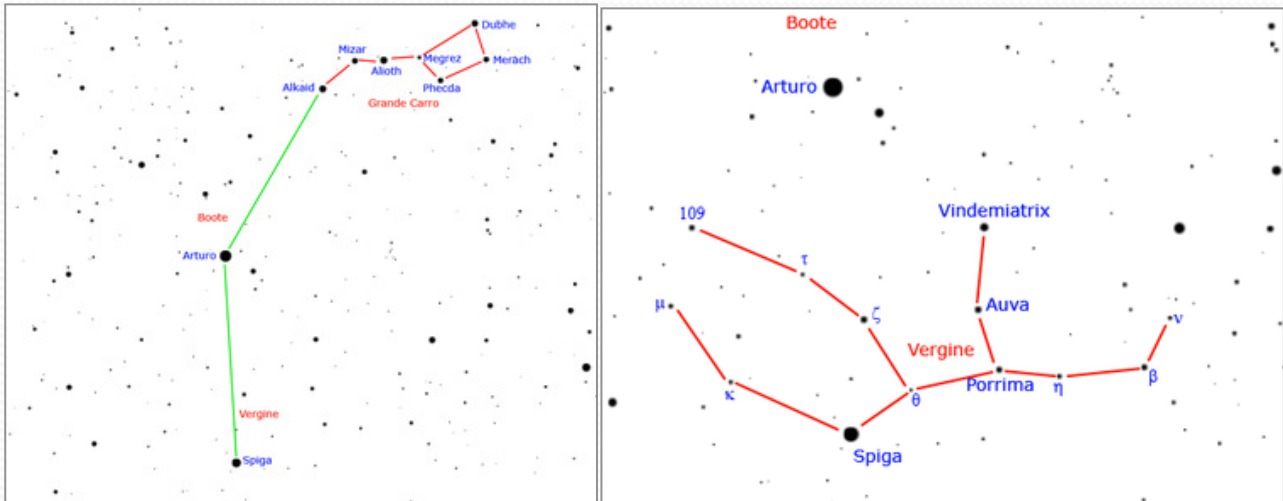 Dubhe
Mizar
Megrez
Meràch
Alioth
Alkaid
Phecda
Grande Carro
Boote
Arturo
Vergine
Spiga
Boote
Arturo
109
Vindemiatrix
τ
μ
Auva
ζ
ν
Vergine
Porrima
η
β
κ
θ
Spiga